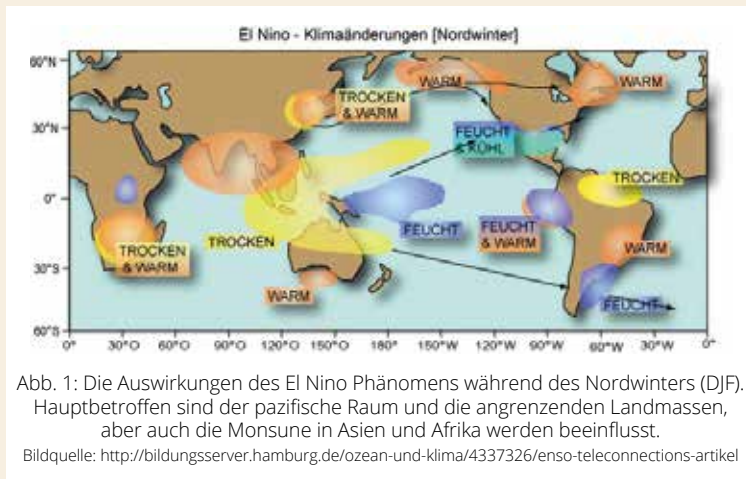 El Nino - Klimaänderungen [Nordwinter]
60°N
30°N
0°
30°S
60°S
WARM
WARM
TROCKEN
& WARM
FEUCHT
& KÜHL
TROCKEN
TROCKEN
& WARM
TROCKEN
FEUCHT
FEUCHT
& WARM
WARM
WARM
FEUCHT
0° 30°O 60°O 90°O 120°O 150°O 180° 150°W 120°W 90°W 60°W 30°W 0°
Abb. 1: Die Auswirkungen des El Nino Phänomens während des Nordwinters (DJF).
Hauptbetroffen sind der pazifische Raum und die angrenzenden Landmassen,
aber auch die Monsune in Asien und Afrika werden beeinflusst.
Bildquelle: http://bildungsserver.hamburg.de/ozean-und-klima/4337326/enso-teleconnections-artikel